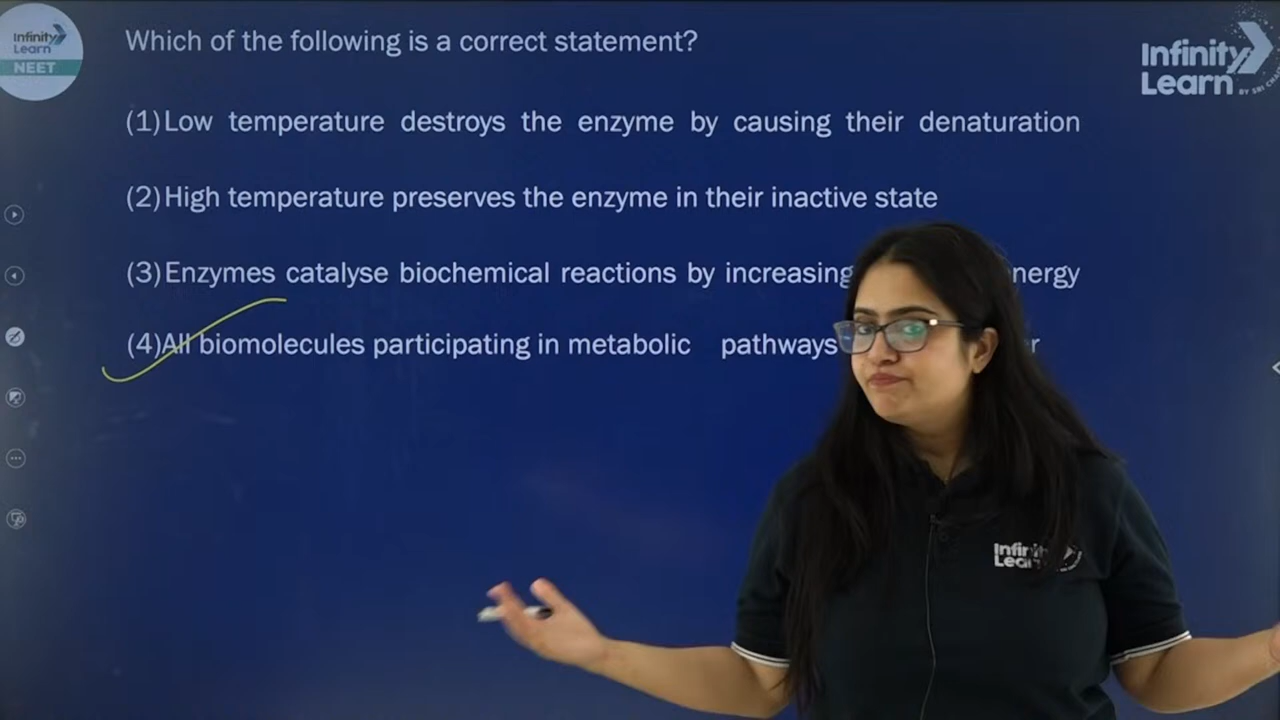 Infinity
Learn
NEET
Which of the following is a correct statement?
Infinity
Learn
BY SRI
(1) Low temperature destroys the enzyme by causing their denaturation
(2) High temperature preserves the enzyme in their inactive state
(3) Enzymes catalyse biochemical reactions by increasing
(4) All biomolecules participating in metabolic pathways
Infinity
Learn